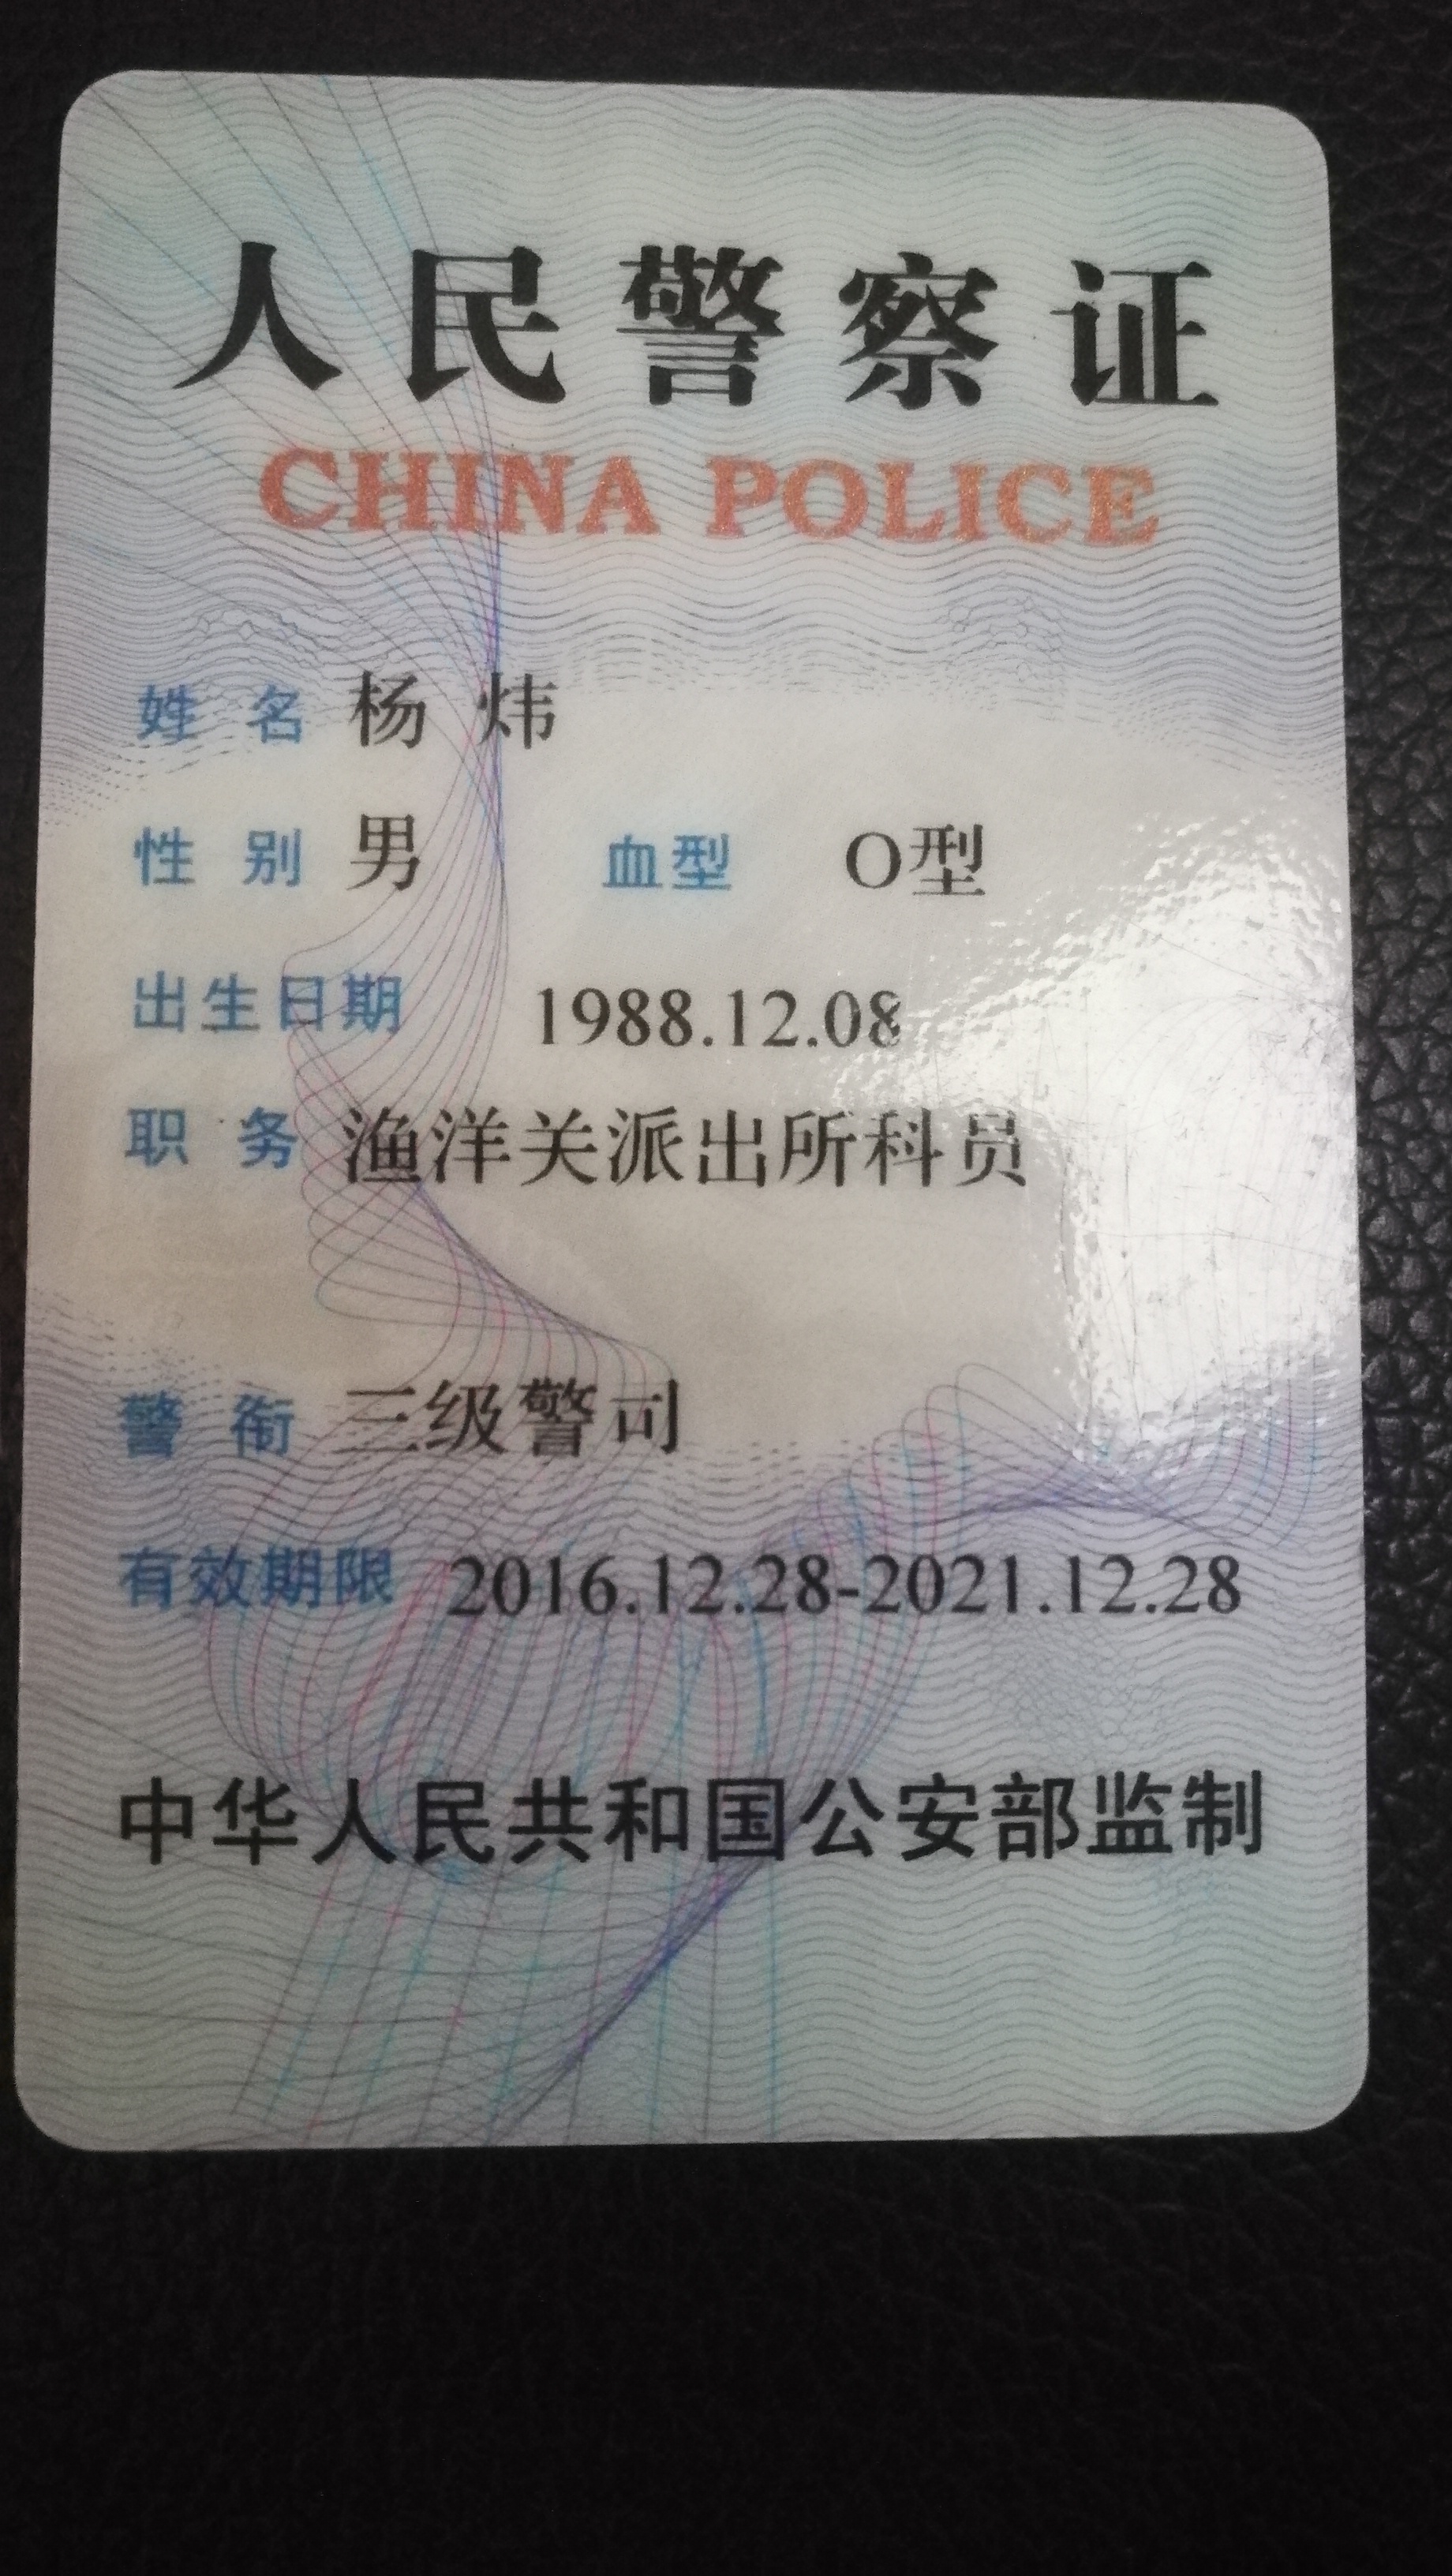 人民警察证
CHINA POLICE
姓名 杨炜
性别 男 血型 O型
出生日期 1988.12.08
职务 渔洋关派出所科员
警衔 三级警司
有效期限 2016.12.28-2021.12.28
中华人民共和国公安部监制